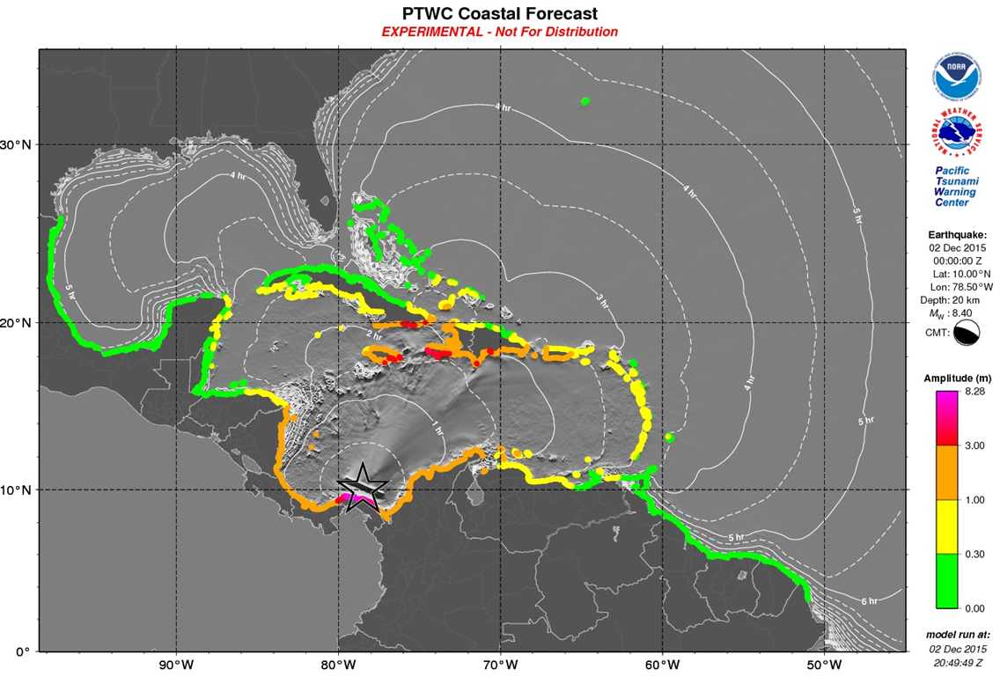 PTWC Coastal Forecast
EXPERIMENTAL - Not For Distribution
NOAA
NATIONAL WEATHER SERVICE
Pacific
Tsunami
Warning
Center
Earthquake:
02 Dec 2015
00:00:00 Z
Lat: 10.00°N
Lon: 78.50°W
Depth: 20 km
Mw : 8.40
CMT:
Amplitude (m)
8.28
3.00
1.00
0.30
0.00
model run at:
02 Dec 2015
20:49:49 Z
30°N
20°N
10°N
0°
90°W
80°W
70°W
60°W
50°W
4 hr
4 hr
4 hr
5 hr
5 hr
3 hr
2 hr
4 hr
1 hr
5 hr
5 hr
6 hr